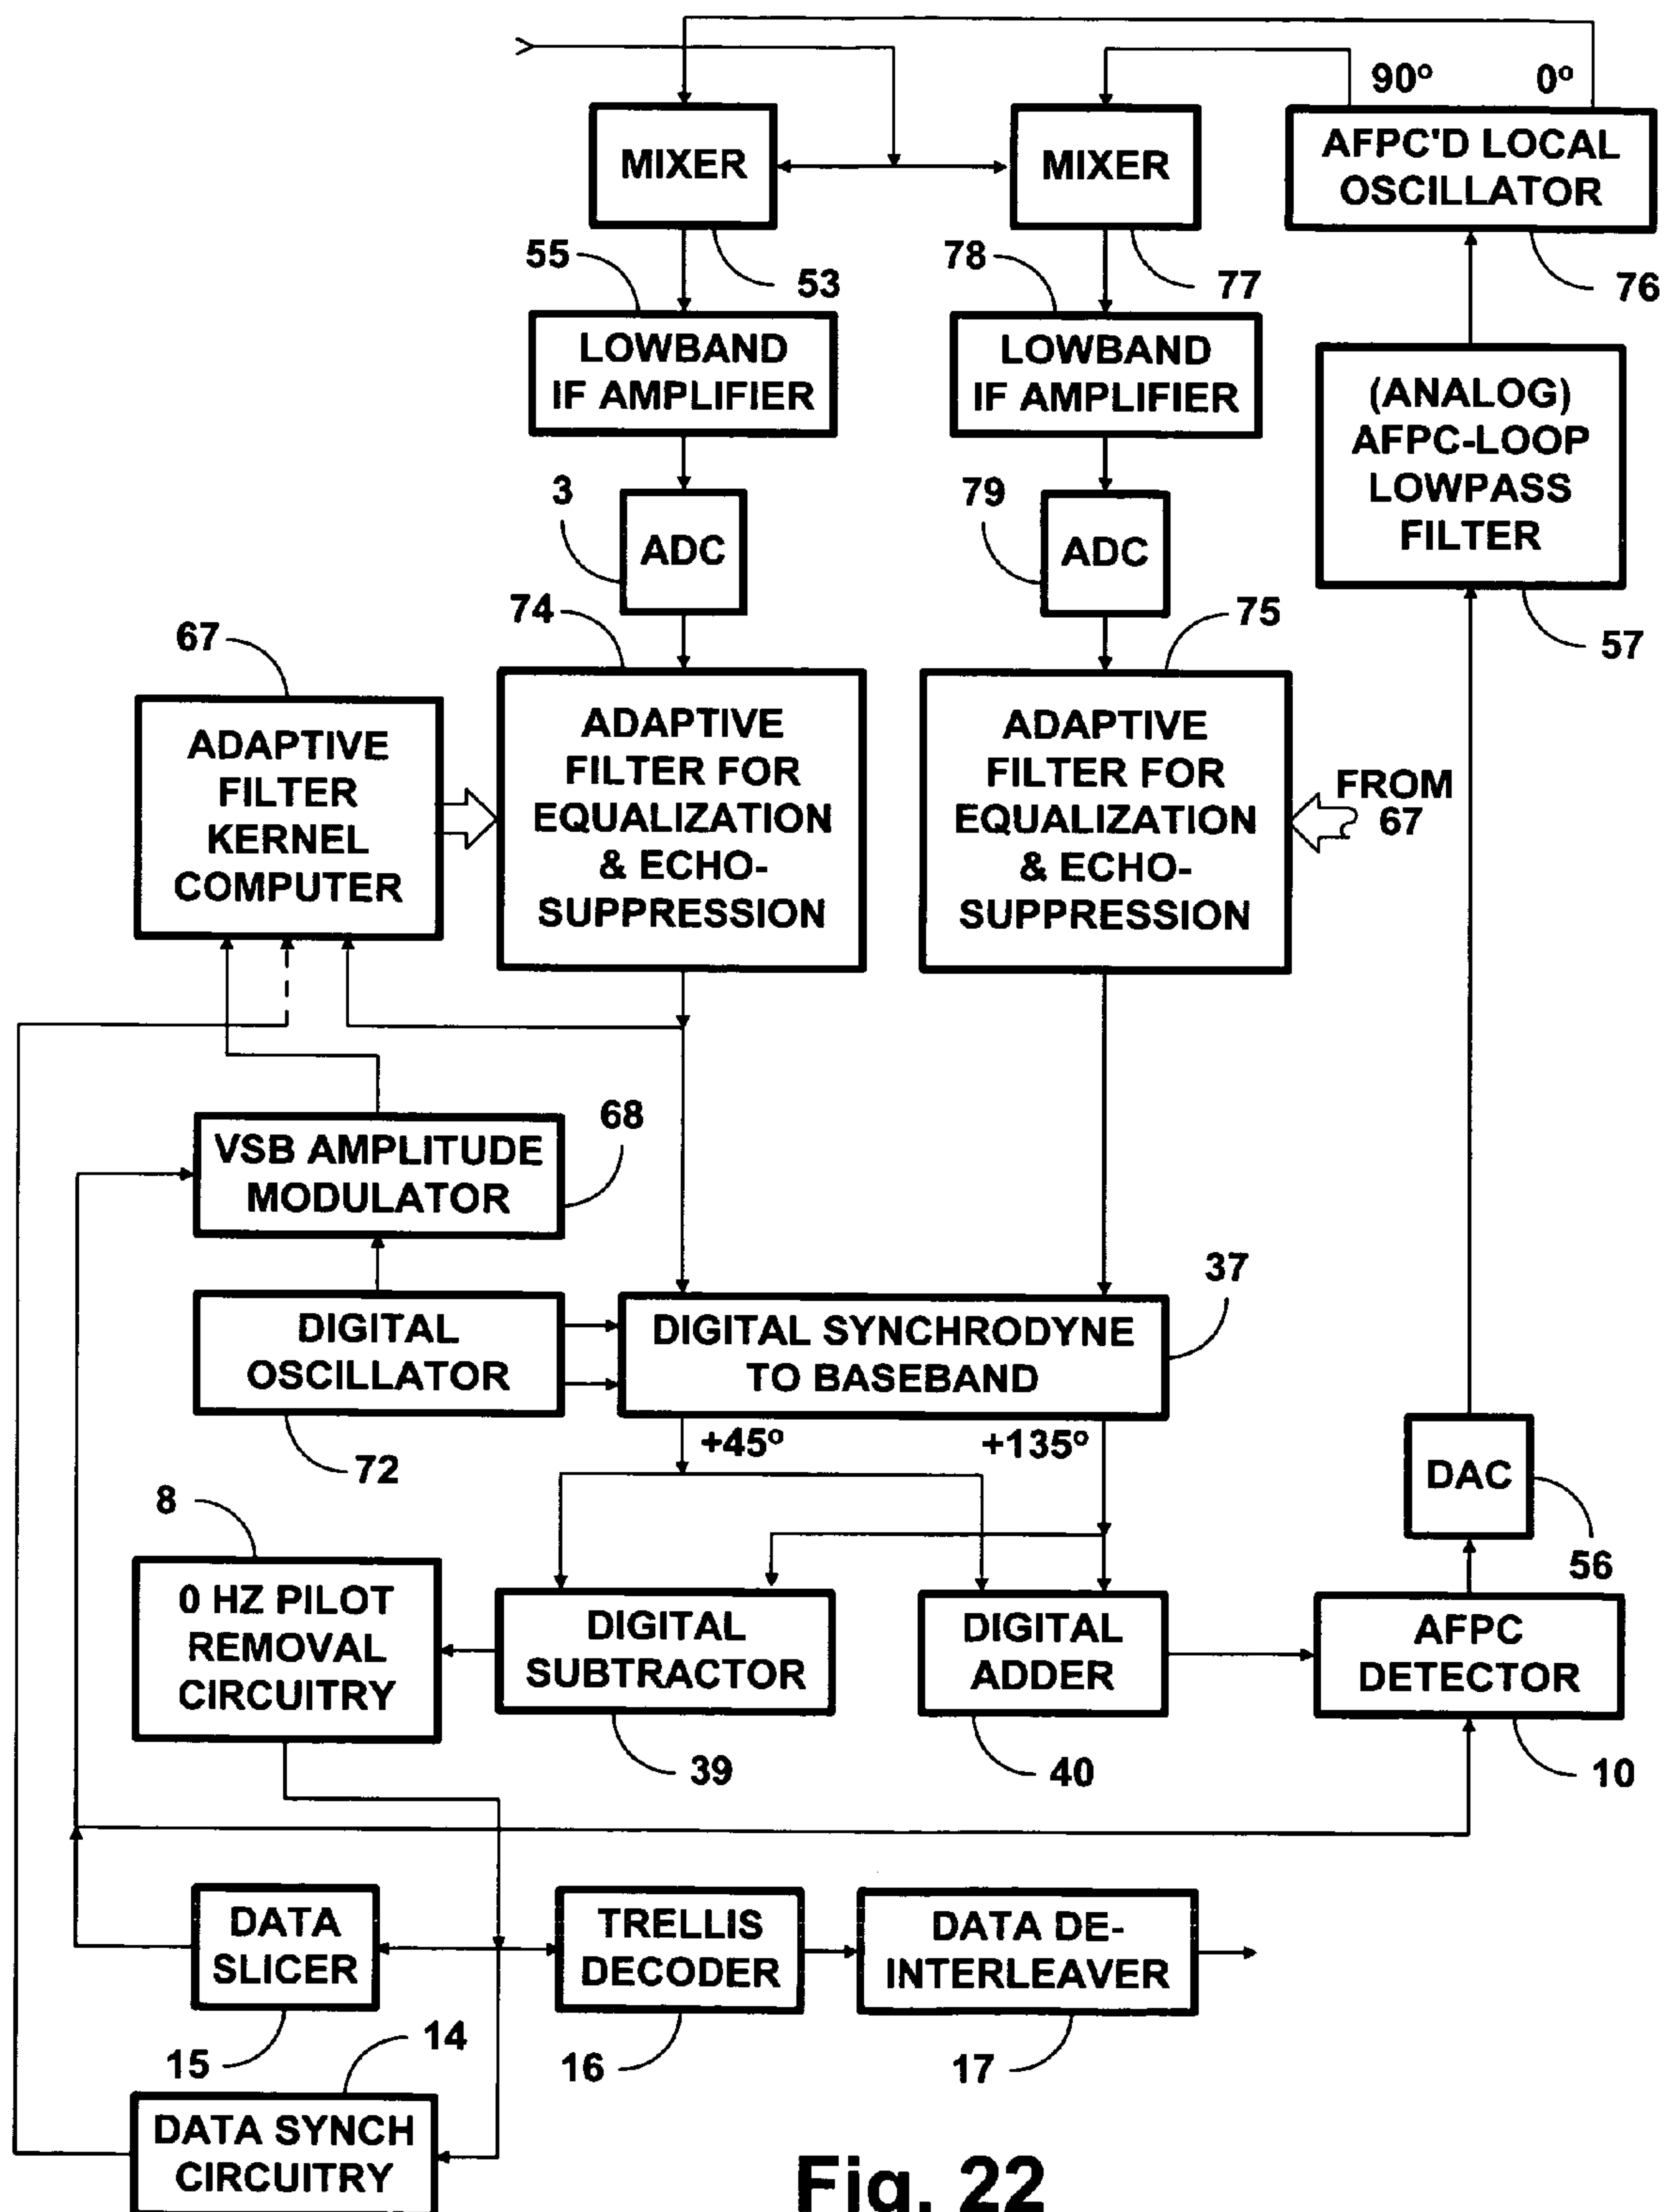 90°
0°
MIXER
MIXER
AFPC'D LOCAL
OSCILLATOR
55
53
78
77
76
LOWBAND
IF AMPLIFIER
LOWBAND
IF AMPLIFIER
(ANALOG)
AFPC-LOOP
LOWPASS
FILTER
3
ADC
79
ADC
57
67
74
75
ADAPTIVE
FILTER
KERNEL
COMPUTER
ADAPTIVE
FILTER FOR
EQUALIZATION
& ECHO-
SUPPRESSION
ADAPTIVE
FILTER FOR
EQUALIZATION
& ECHO-
SUPPRESSION
FROM
67
68
VSB AMPLITUDE
MODULATOR
37
DIGITAL
OSCILLATOR
DIGITAL SYNCHRODYNE
TO BASEBAND
72
+45°
+135°
DAC
56
8
0 HZ PILOT
REMOVAL
CIRCUITRY
DIGITAL
SUBTRACTOR
DIGITAL
ADDER
AFPC
DETECTOR
39
40
10
DATA
SLICER
TRELLIS
DECODER
DATA DE-
INTERLEAVER
15
14
16
17
DATA SYNCH
CIRCUITRY
Fig. 22